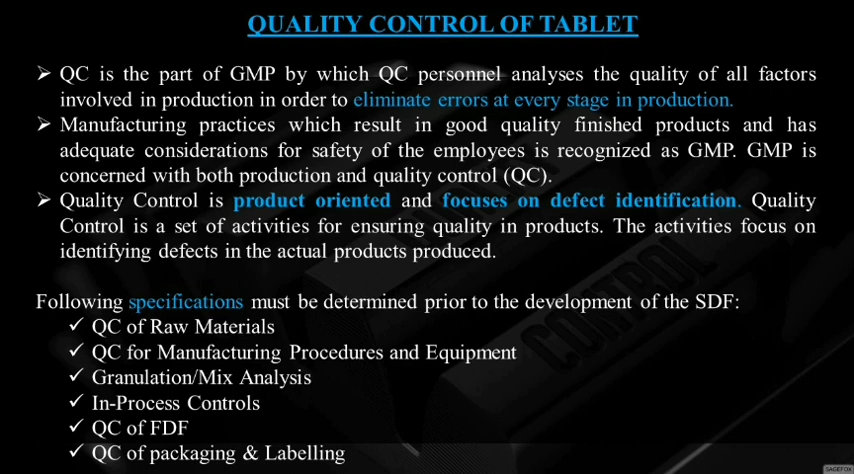 QUALITY CONTROL OF TABLET
➢ QC is the part of GMP by which QC personnel analyses the quality of all factors
involved in production in order to eliminate errors at every stage in production.
➢ Manufacturing practices which result in good quality finished products and has
adequate considerations for safety of the employees is recognized as GMP. GMP is
concerned with both production and quality control (QC).
➢ Quality Control is product oriented and focuses on defect identification. Quality
Control is a set of activities for ensuring quality in products. The activities focus on
identifying defects in the actual products produced.
Following specifications must be determined prior to the development of the SDF:
✓ QC of Raw Materials
✓ QC for Manufacturing Procedures and Equipment
✓ Granulation/Mix Analysis
✓ In-Process Controls
✓ QC of FDF
✓ QC of packaging & Labelling
CONTROL
SAGEFOX